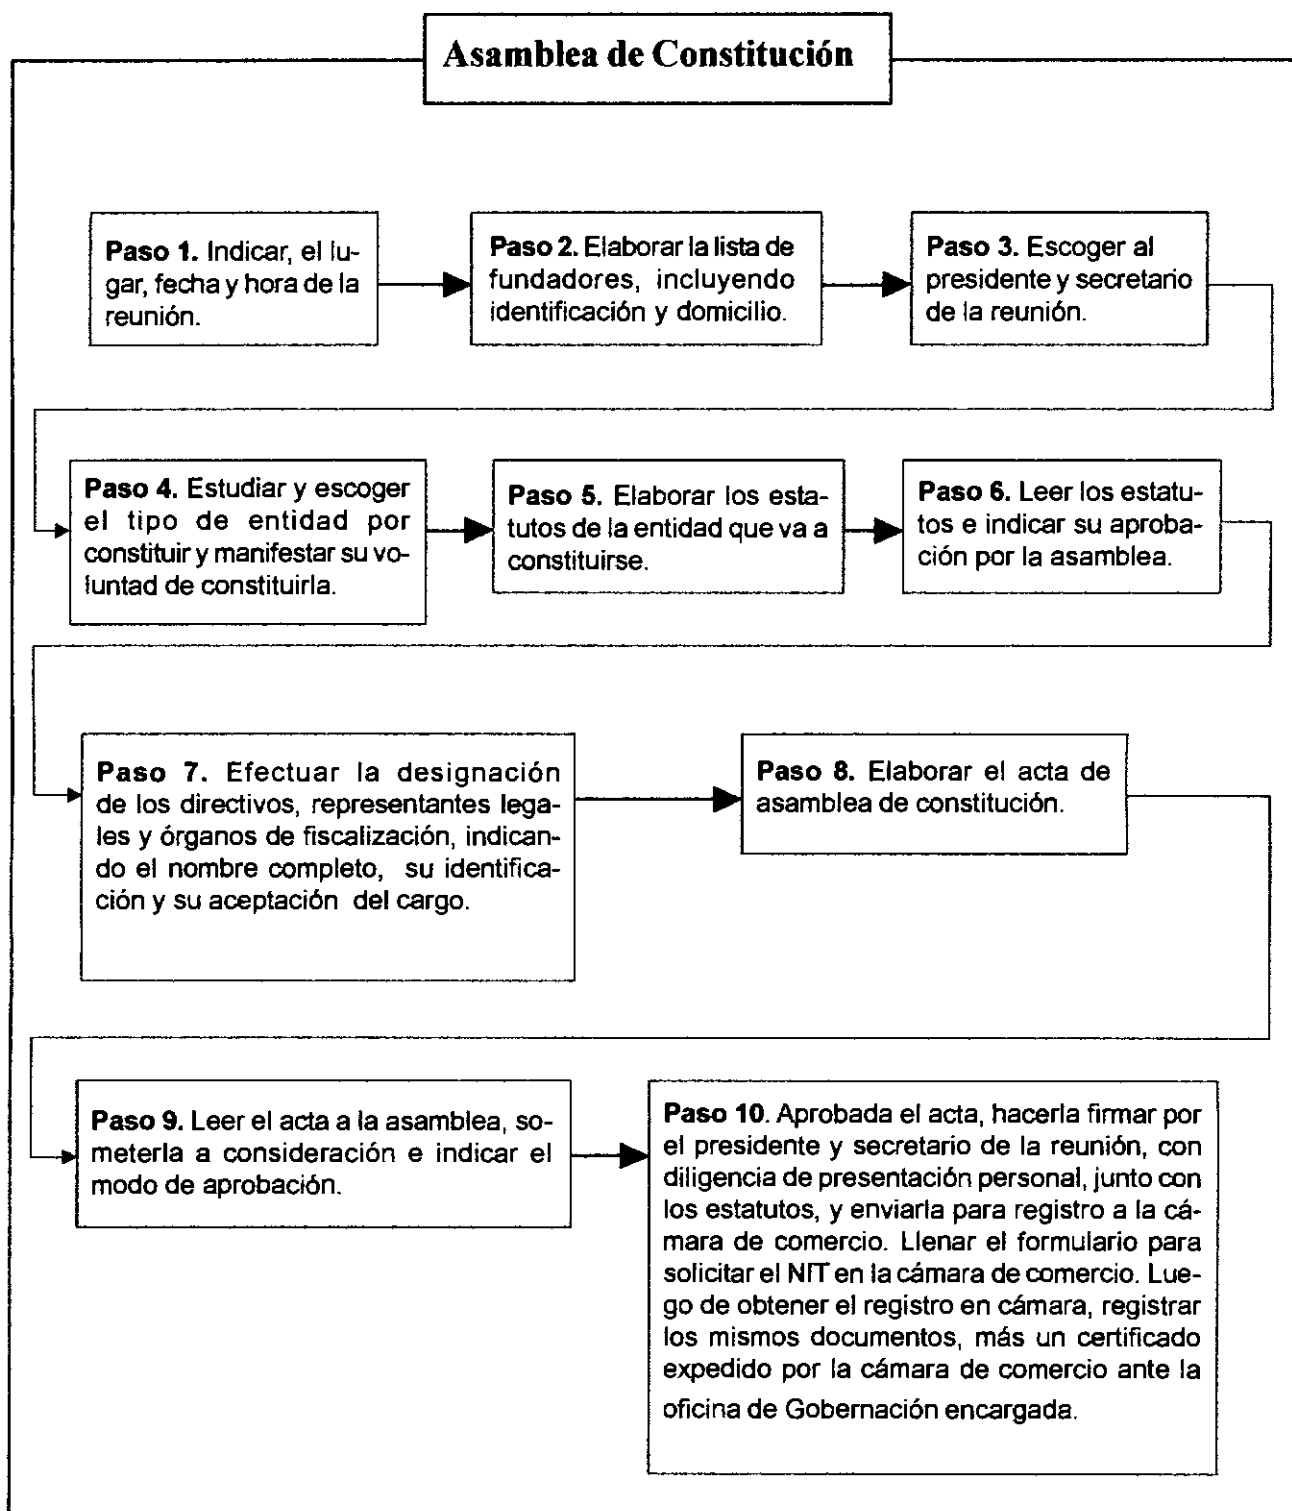 Asamblea de Constitución
Paso 1. Indicar, el lu-
gar, fecha y hora de la
reunión.
Paso 2. Elaborar la lista de
fundadores, incluyendo
identificación y domicilio.
Paso 3. Escoger al
presidente y secretario
de la reunión.
Paso 4. Estudiar y escoger
el tipo de entidad por
constituir y manifestar su vo-
luntad de constituirla.
Paso 5. Elaborar los esta-
tutos de la entidad que va a
constituirse.
Paso 6. Leer los estatu-
tos e indicar su aproba-
ción por la asamblea.
Paso 7. Efectuar la designación
de los directivos, representantes lega-
les y órganos de fiscalización, indican-
do el nombre completo, su identifica-
ción y su aceptación del cargo.
Paso 8. Elaborar el acta de
asamblea de constitución.
Paso 9. Leer el acta a la asamblea, so-
meterla a consideración e indicar el
modo de aprobación.
Paso 10. Aprobada el acta, hacerla firmar por
el presidente y secretario de la reunión, con
diligencia de presentación personal, junto con
los estatutos, y enviarla para registro a la cá-
mara de comercio. Llenar el formulario para
solicitar el NIT en la cámara de comercio. Lue-
go de obtener el registro en cámara, registrar
los mismos documentos, más un certificado
expedido por la cámara de comercio ante la
oficina de Gobernación encargada.